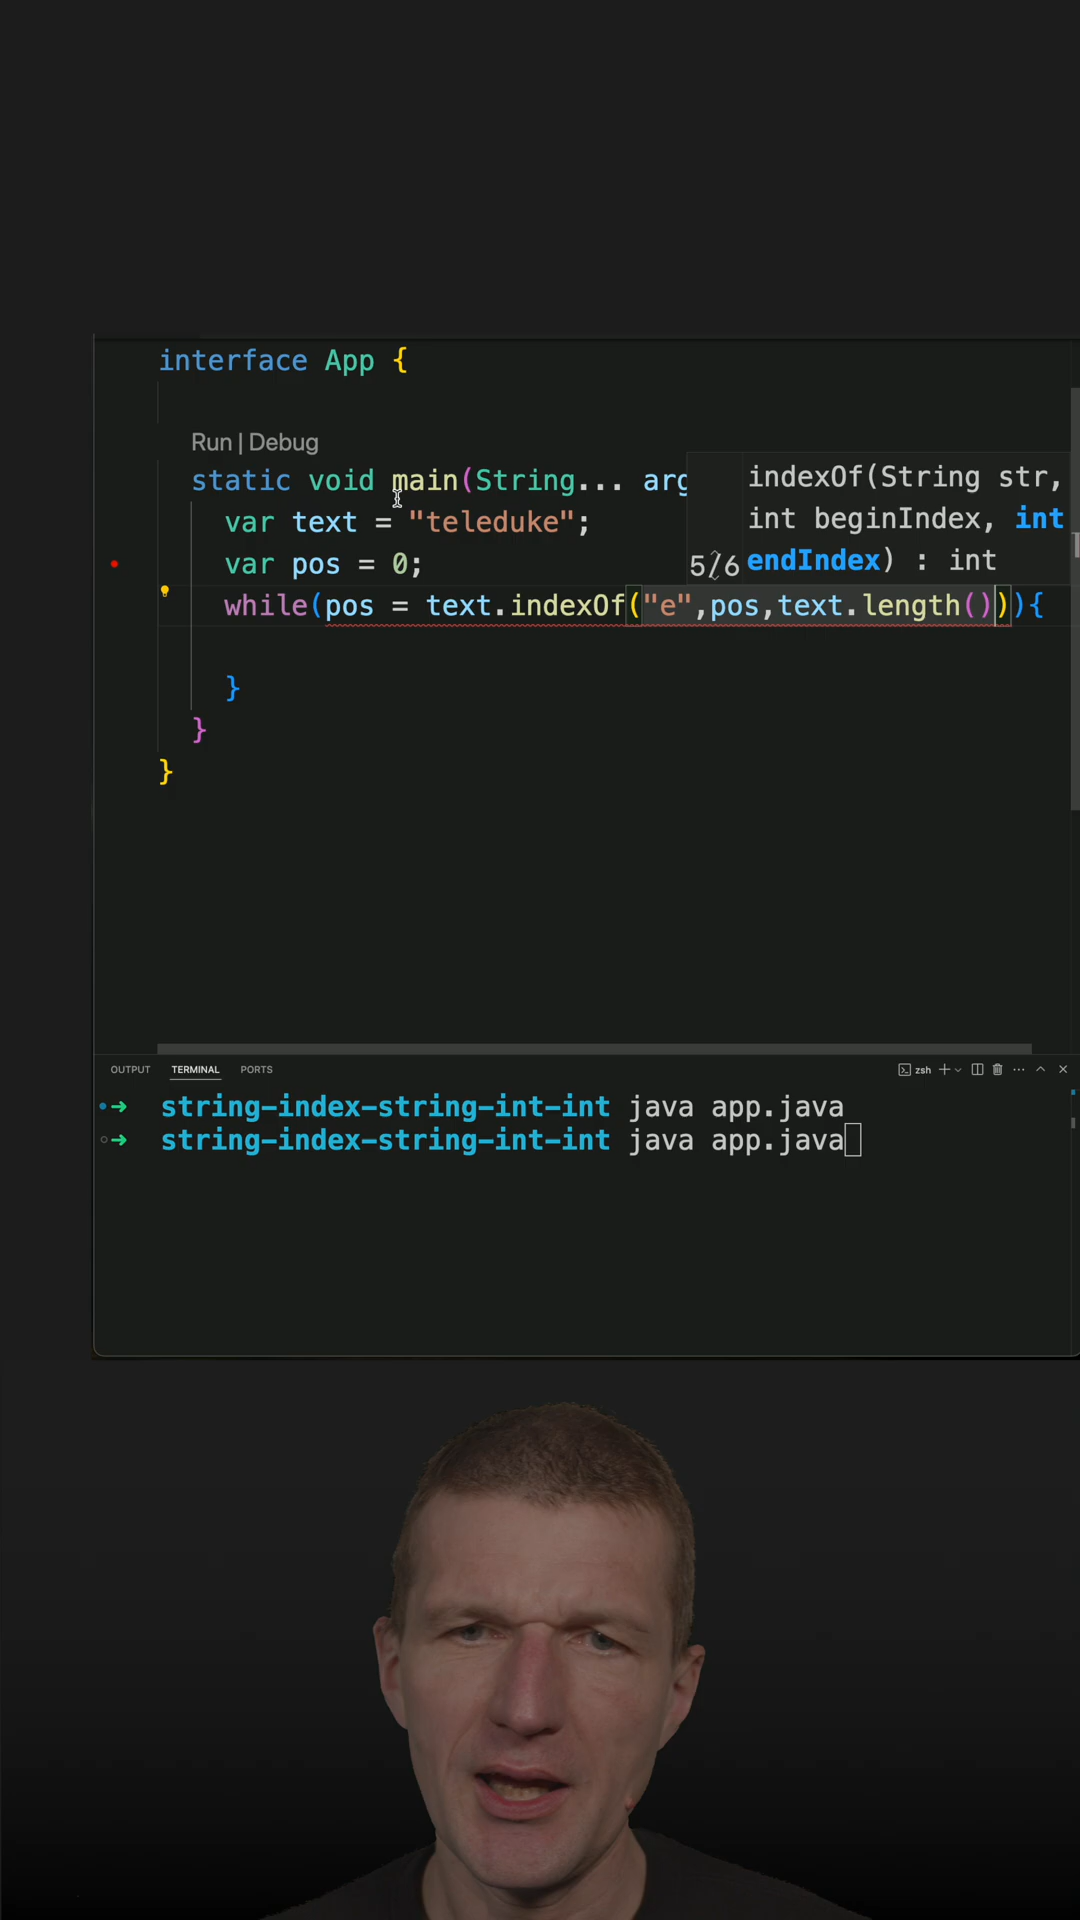 interface App {
Run | Debug
static void main(String... arg
indexOf(String str,
int beginIndex, int
endIndex) : int
5/6
var text = "teleduke";
var pos = 0;
while(pos = text.indexOf("e",pos,text.length())){
}
}
}
OUTPUT TERMINAL PORTS
zsh
string-index-string-int-int java app.java
string-index-string-int-int java app.java